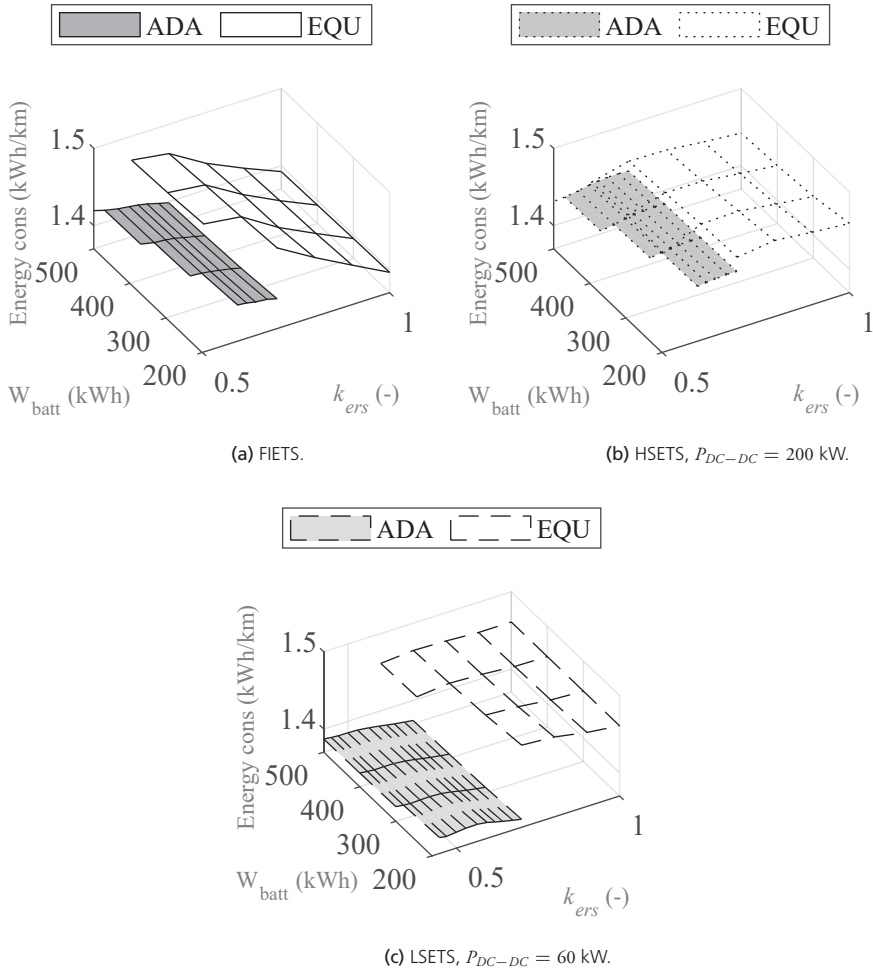 ADA EQU
Energy cons (kWh/km)
1.5
1.4
500
400
300
200
0.5
1
W_batt (kWh)
k_ers (-)
(a) FIETS.
ADA EQU
Energy cons (kWh/km)
1.5
1.4
500
400
300
200
0.5
1
W_batt (kWh)
k_ers (-)
(b) HSETS, P_DC−DC = 200 kW.
ADA EQU
Energy cons (kWh/km)
1.5
1.4
500
400
300
200
0.5
1
W_batt (kWh)
k_ers (-)
(c) LSETS, P_DC−DC = 60 kW.